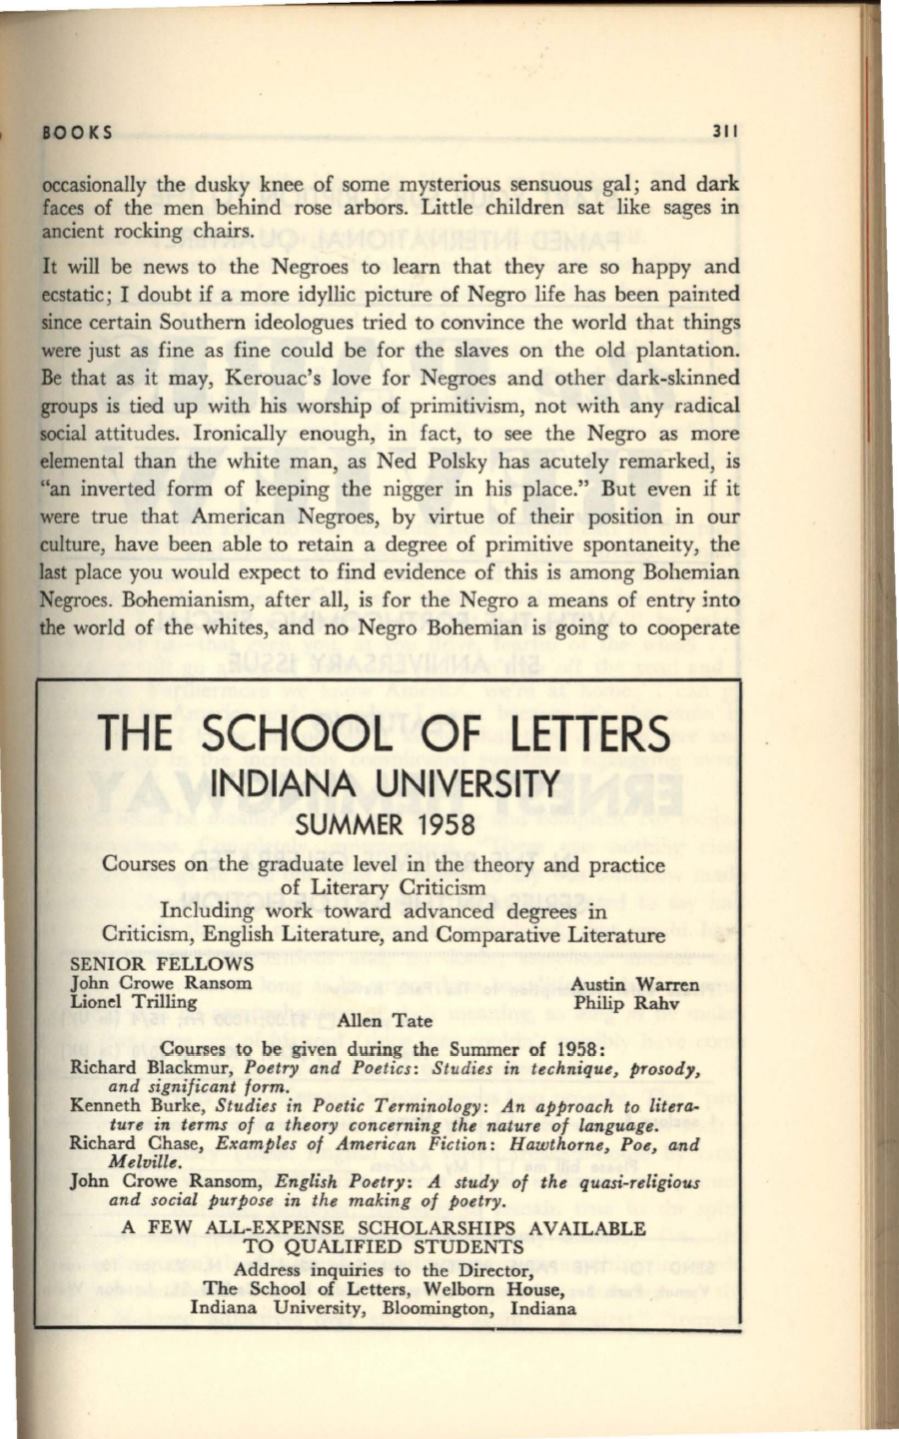 BOOKS 311
occasionally the dusky knee of some mysterious sensuous gal; and dark
faces of the men behind rose arbors. Little children sat like sages in
ancient rocking chairs.
It will be news to the Negroes to learn that they are so happy and
ecstatic; I doubt if a more idyllic picture of Negro life has been painted
since certain Southern ideologues tried to convince the world that things
were just as fine as fine could be for the slaves on the old plantation.
Be that as it may, Kerouac's love for Negroes and other dark-skinned
groups is tied up with his worship of primitivism, not with any radical
social attitudes. Ironically enough, in fact, to see the Negro as more
elemental than the white man, as Ned Polsky has acutely remarked, is
"an inverted form of keeping the nigger in his place." But even if it
were true that American Negroes, by virtue of their position in our
culture, have been able to retain a degree of primitive spontaneity, the
last place you would expect to find evidence of this is among Bohemian
Negroes. Bohemianism, after all, is for the Negro a means of entry into
the world of the whites, and no Negro Bohemian is going to cooperate
THE SCHOOL OF LETTERS
INDIANA UNIVERSITY
SUMMER 1958
Courses on the graduate level in the theory and practice
of Literary Criticism
Including work toward advanced degrees in
Criticism, English Literature, and Comparative Literature
SENIOR FELLOWS
John Crowe Ransom Austin Warren
Lionel Trilling Philip Rahv
Allen Tate
Courses to be given during the Summer of 1958:
Richard Blackmur, Poetry and Poetics: Studies in technique, prosody,
and significant form.
Kenneth Burke, Studies in Poetic Terminology: An approach to litera-
ture in terms of a theory concerning the nature of language.
Richard Chase, Examples of American Fiction: Hawthorne, Poe, and
Melville.
John Crowe Ransom, English Poetry: A study of the quasi-religious
and social purpose in the making of poetry.
A FEW ALL-EXPENSE SCHOLARSHIPS AVAILABLE
TO QUALIFIED STUDENTS
Address inquiries to the Director,
The School of Letters, Welborn House,
Indiana University, Bloomington, Indiana